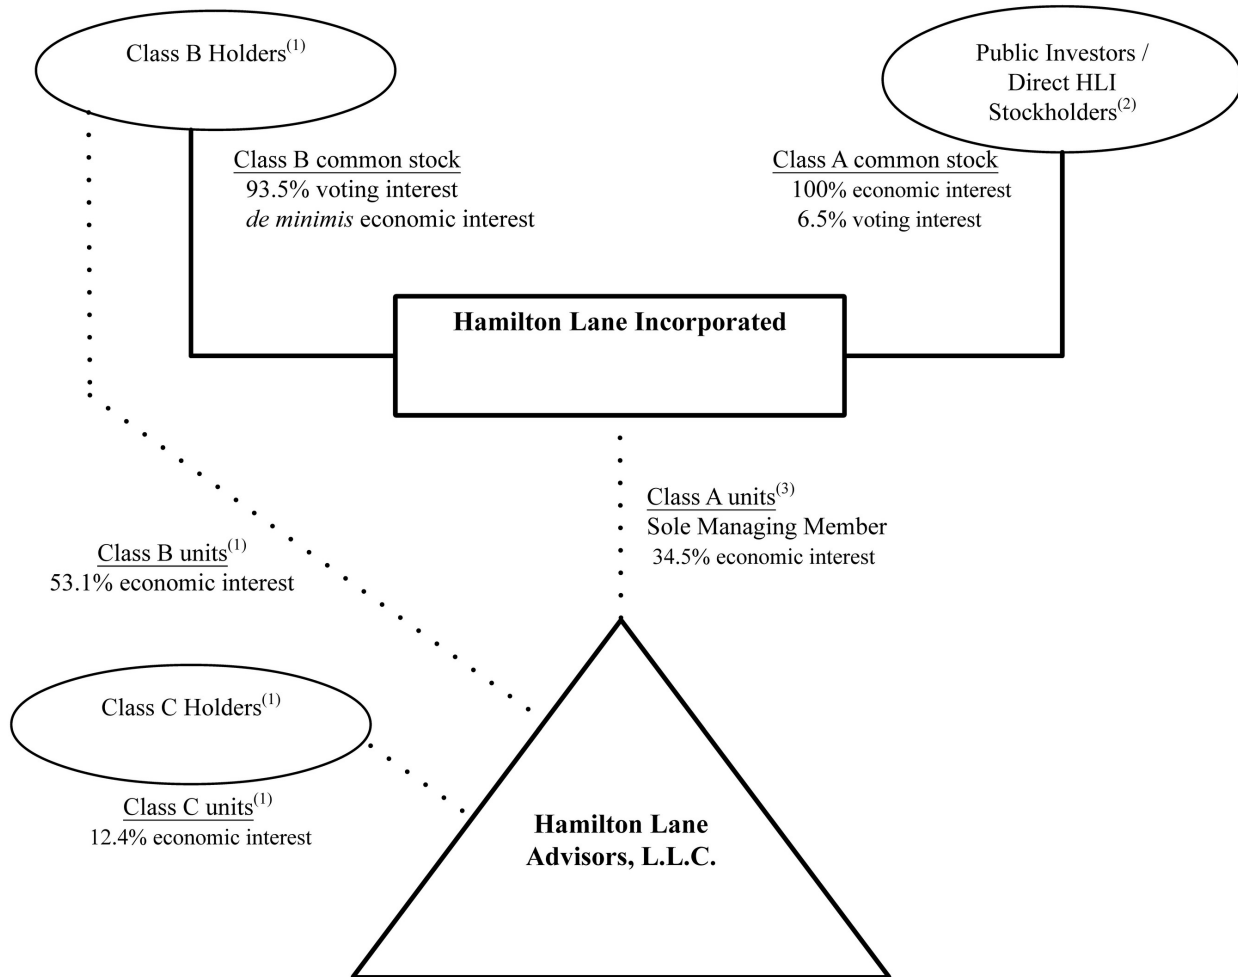 Class B Holders(1)
Public Investors /
Direct HLI
Stockholders(2)
Class B common stock
93.5% voting interest
de minimis economic interest
Class A common stock
100% economic interest
6.5% voting interest
Hamilton Lane Incorporated
Class A units(3)
Sole Managing Member
34.5% economic interest
Class B units(1)
53.1% economic interest
Class C Holders(1)
Class C units(1)
12.4% economic interest
Hamilton Lane
Advisors, L.L.C.